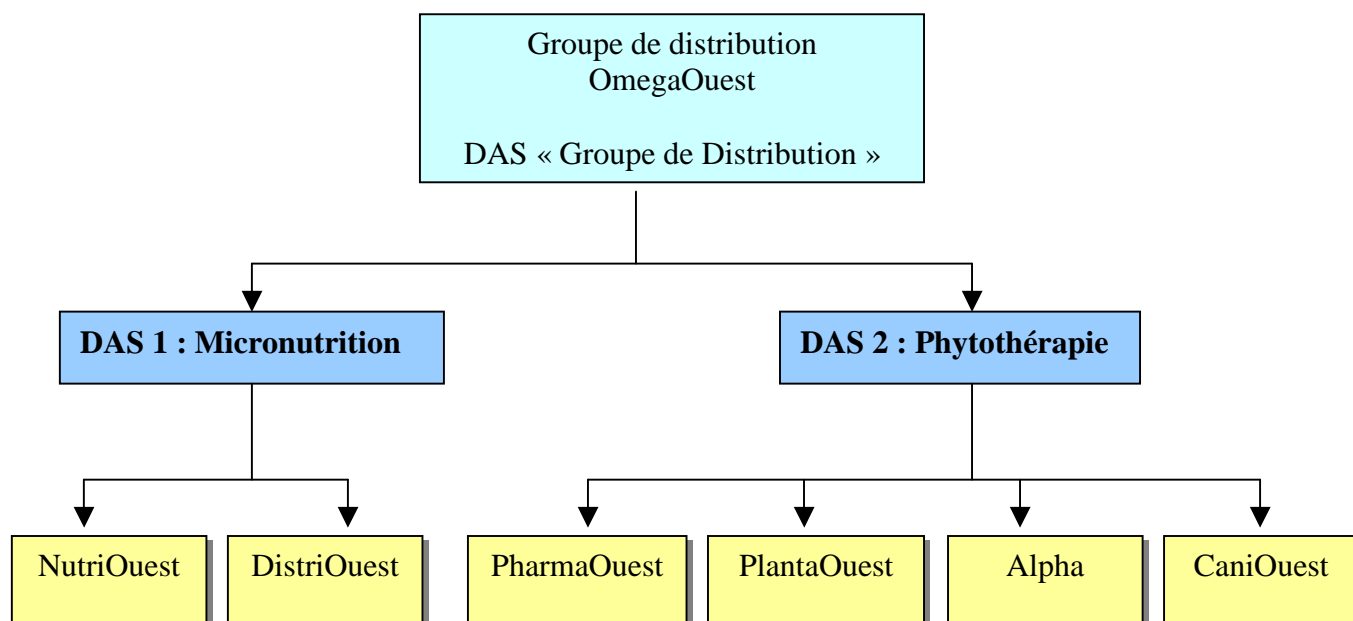 Groupe de distribution
OmegaOuest
DAS « Groupe de Distribution »
DAS 1 : Micronutrition
DAS 2 : Phytothérapie
NutriOuest
DistriOuest
PharmaOuest
PlantaOuest
Alpha
CaniOuest